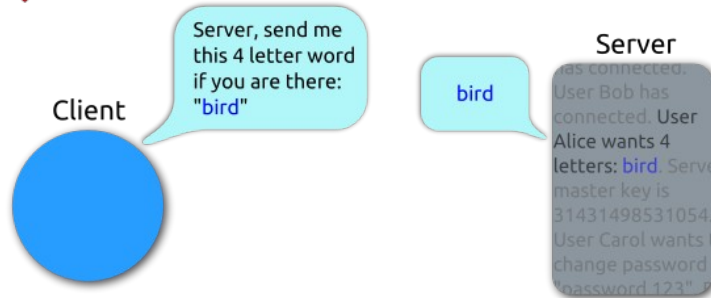 Server, send me
this 4 letter word
if you are there:
"bird"
Client
bird
Server
has connected.
User Bob has
connected. User
Alice wants 4
letters: bird. Serve
master key is
31431498531054
User Carol wants t
change password
"password 123".